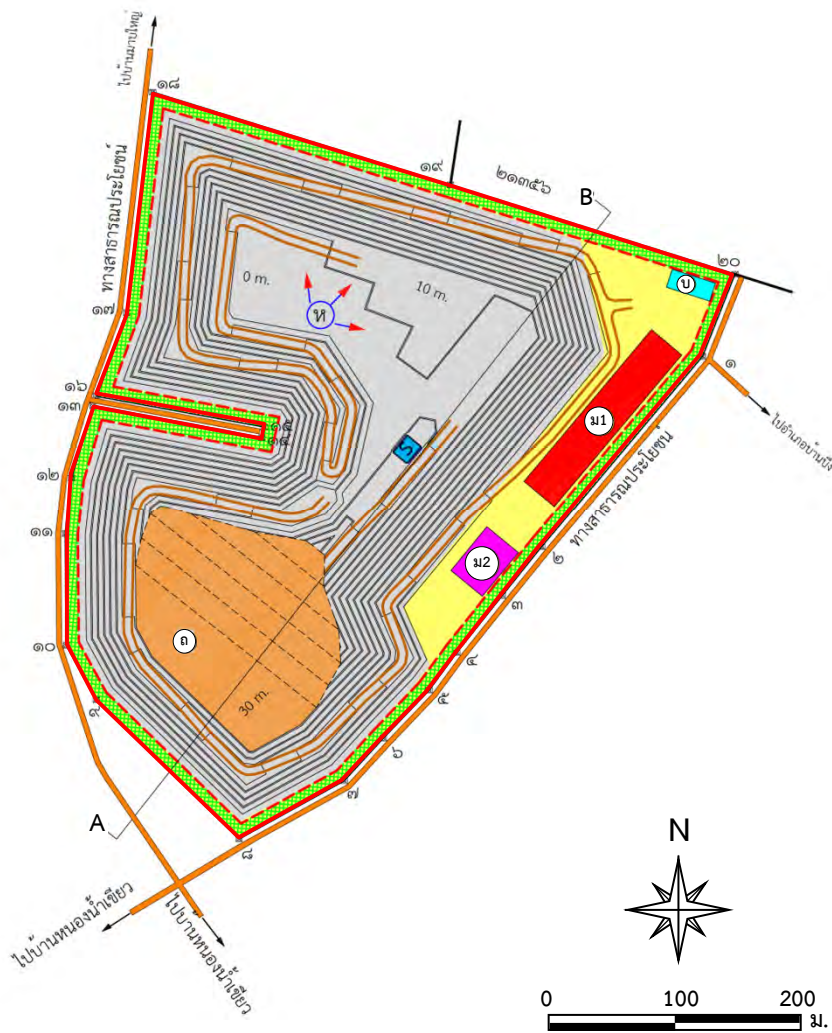 ไปบ้านมาบใหญ่
๑๘
ทางสาธารณประโยชน์
๑๙
๒๑๓๕๖
B
๒๐
บ
0 m.
10 m.
ห
๑๗
๑
ไปอำเภอบ้านบึง
๑๖
๑๓
๑๕
๑๔
ม1
S
ทางสาธารณประโยชน์
๑๒
๑๑
๒
ม2
๓
๑๐
ถ
๔
๕
๙
30 m.
๖
๗
A
๘
ไปบ้านหนองน้ำเขียว
ไปบ้านหนองน้ำเขียว
N
0 100 200
ม.